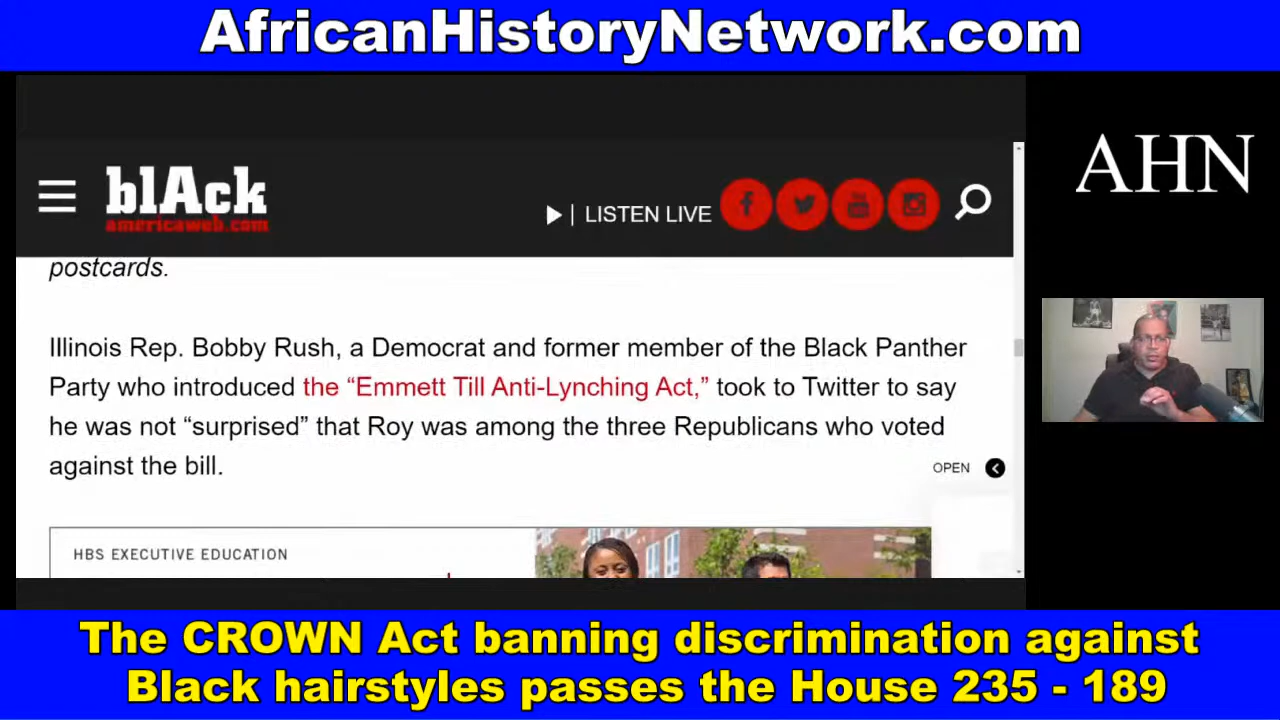 AfricanHistoryNetwork.com
blAck
americaweb.com
LISTEN LIVE
AHN
postcards.
Illinois Rep. Bobby Rush, a Democrat and former member of the Black Panther
Party who introduced the “Emmett Till Anti-Lynching Act,” took to Twitter to say
he was not “surprised” that Roy was among the three Republicans who voted
against the bill.
OPEN
HBS EXECUTIVE EDUCATION
The CROWN Act banning discrimination against
Black hairstyles passes the House 235 - 189